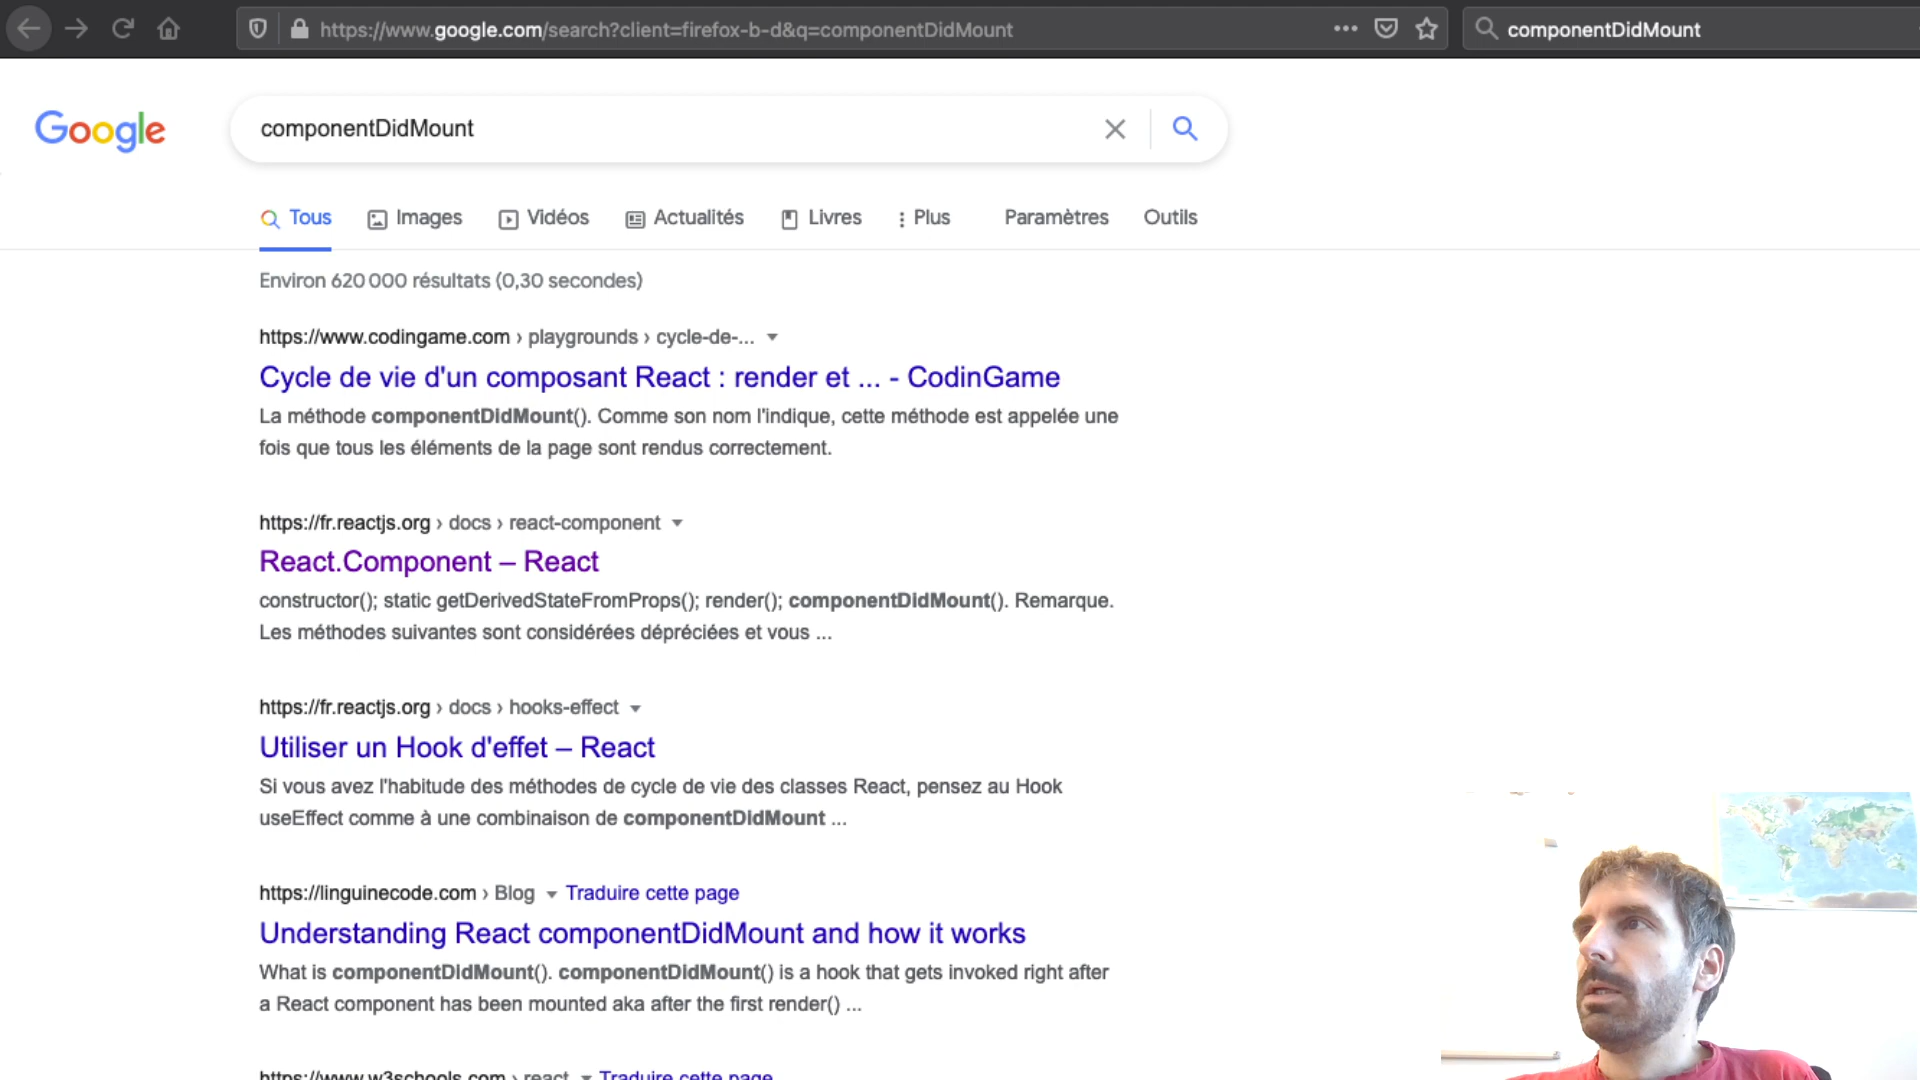 https://www.google.com/search?client=firefox-b-d&q=componentDidMount
componentDidMount
Google
componentDidMount
Tous
Images
Vidéos
Actualités
Livres
Plus
Paramètres
Outils
Environ 620 000 résultats (0,30 secondes)
https://www.codingame.com › playgrounds › cycle-de-...
Cycle de vie d'un composant React : render et ... - CodinGame
La méthode componentDidMount(). Comme son nom l'indique, cette méthode est appelée une
fois que tous les éléments de la page sont rendus correctement.
https://fr.reactjs.org › docs › react-component
React.Component – React
constructor(); static getDerivedStateFromProps(); render(); componentDidMount(). Remarque.
Les méthodes suivantes sont considérées dépréciées et vous ...
https://fr.reactjs.org › docs › hooks-effect
Utiliser un Hook d'effet – React
Si vous avez l'habitude des méthodes de cycle de vie des classes React, pensez au Hook
useEffect comme à une combinaison de componentDidMount ...
https://linguinecode.com › Blog Traduire cette page
Understanding React componentDidMount and how it works
What is componentDidMount(). componentDidMount() is a hook that gets invoked right after
a React component has been mounted aka after the first render() ...
https://www.w3schools.com › react Traduire cette page